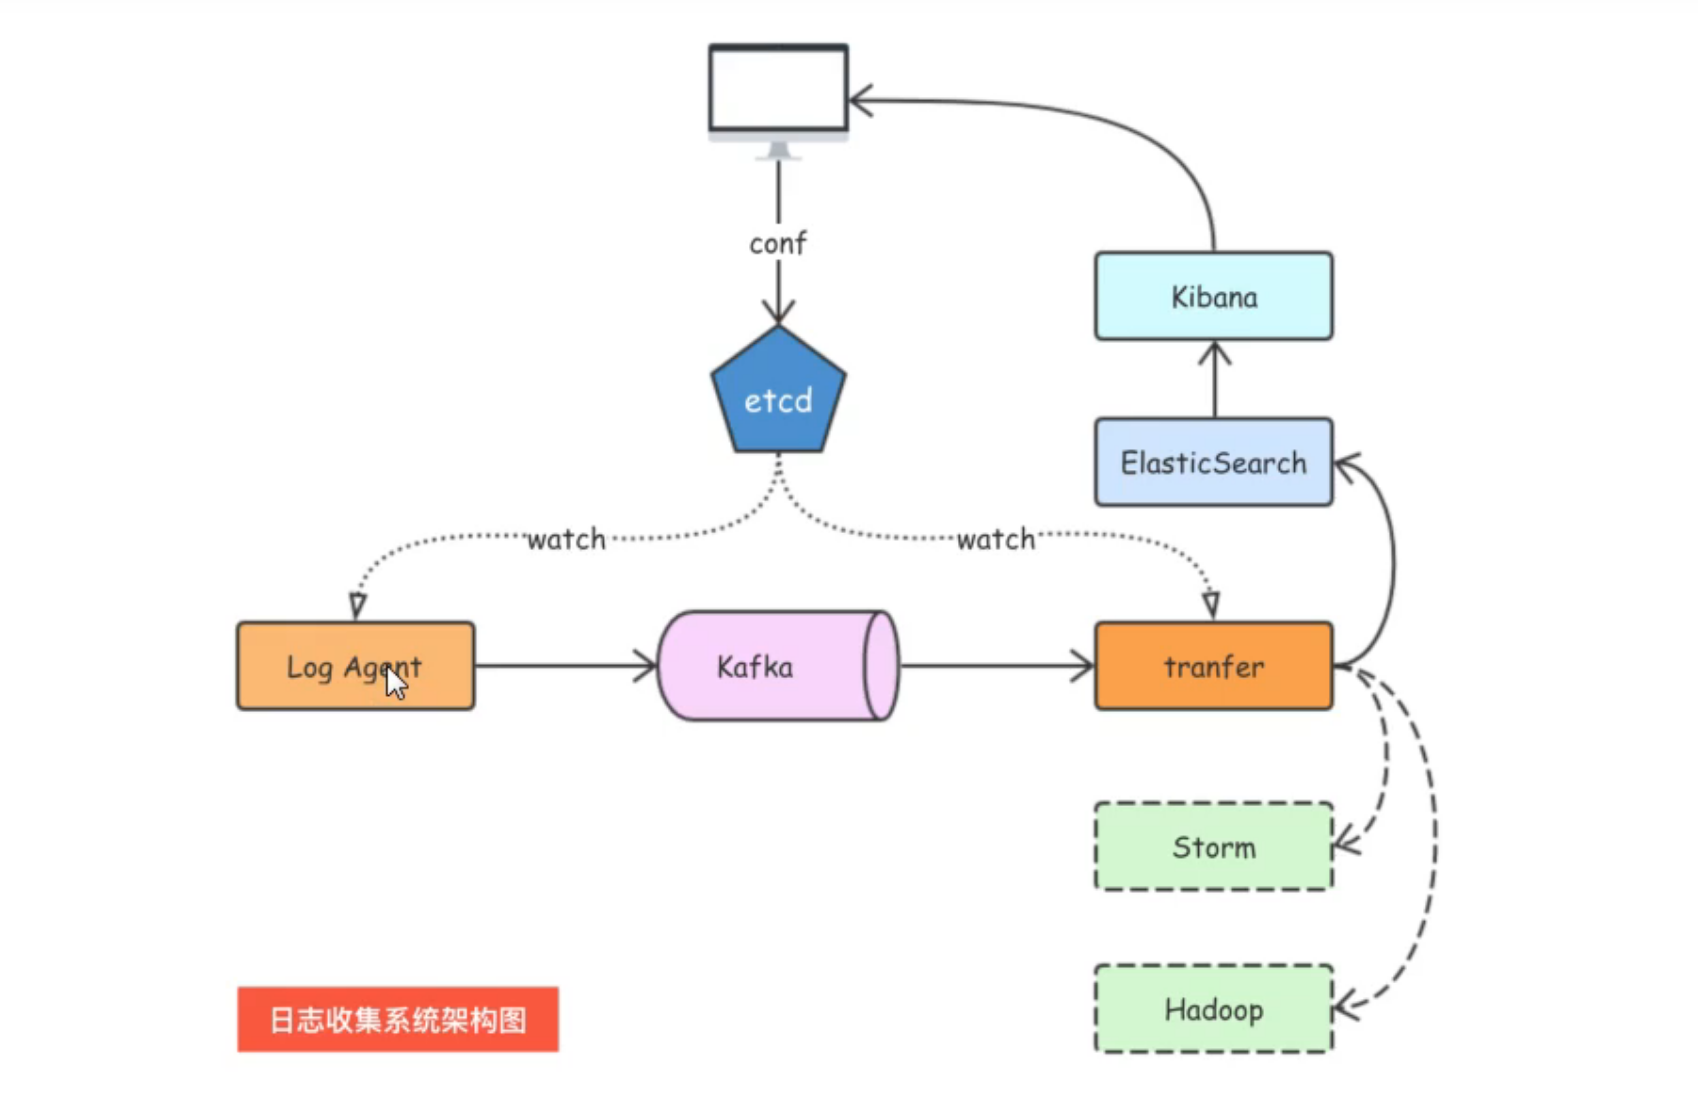 conf
Kibana
etcd
ElasticSearch
watch
watch
Log Agent
Kafka
tranfer
Storm
Hadoop
日志收集系统架构图